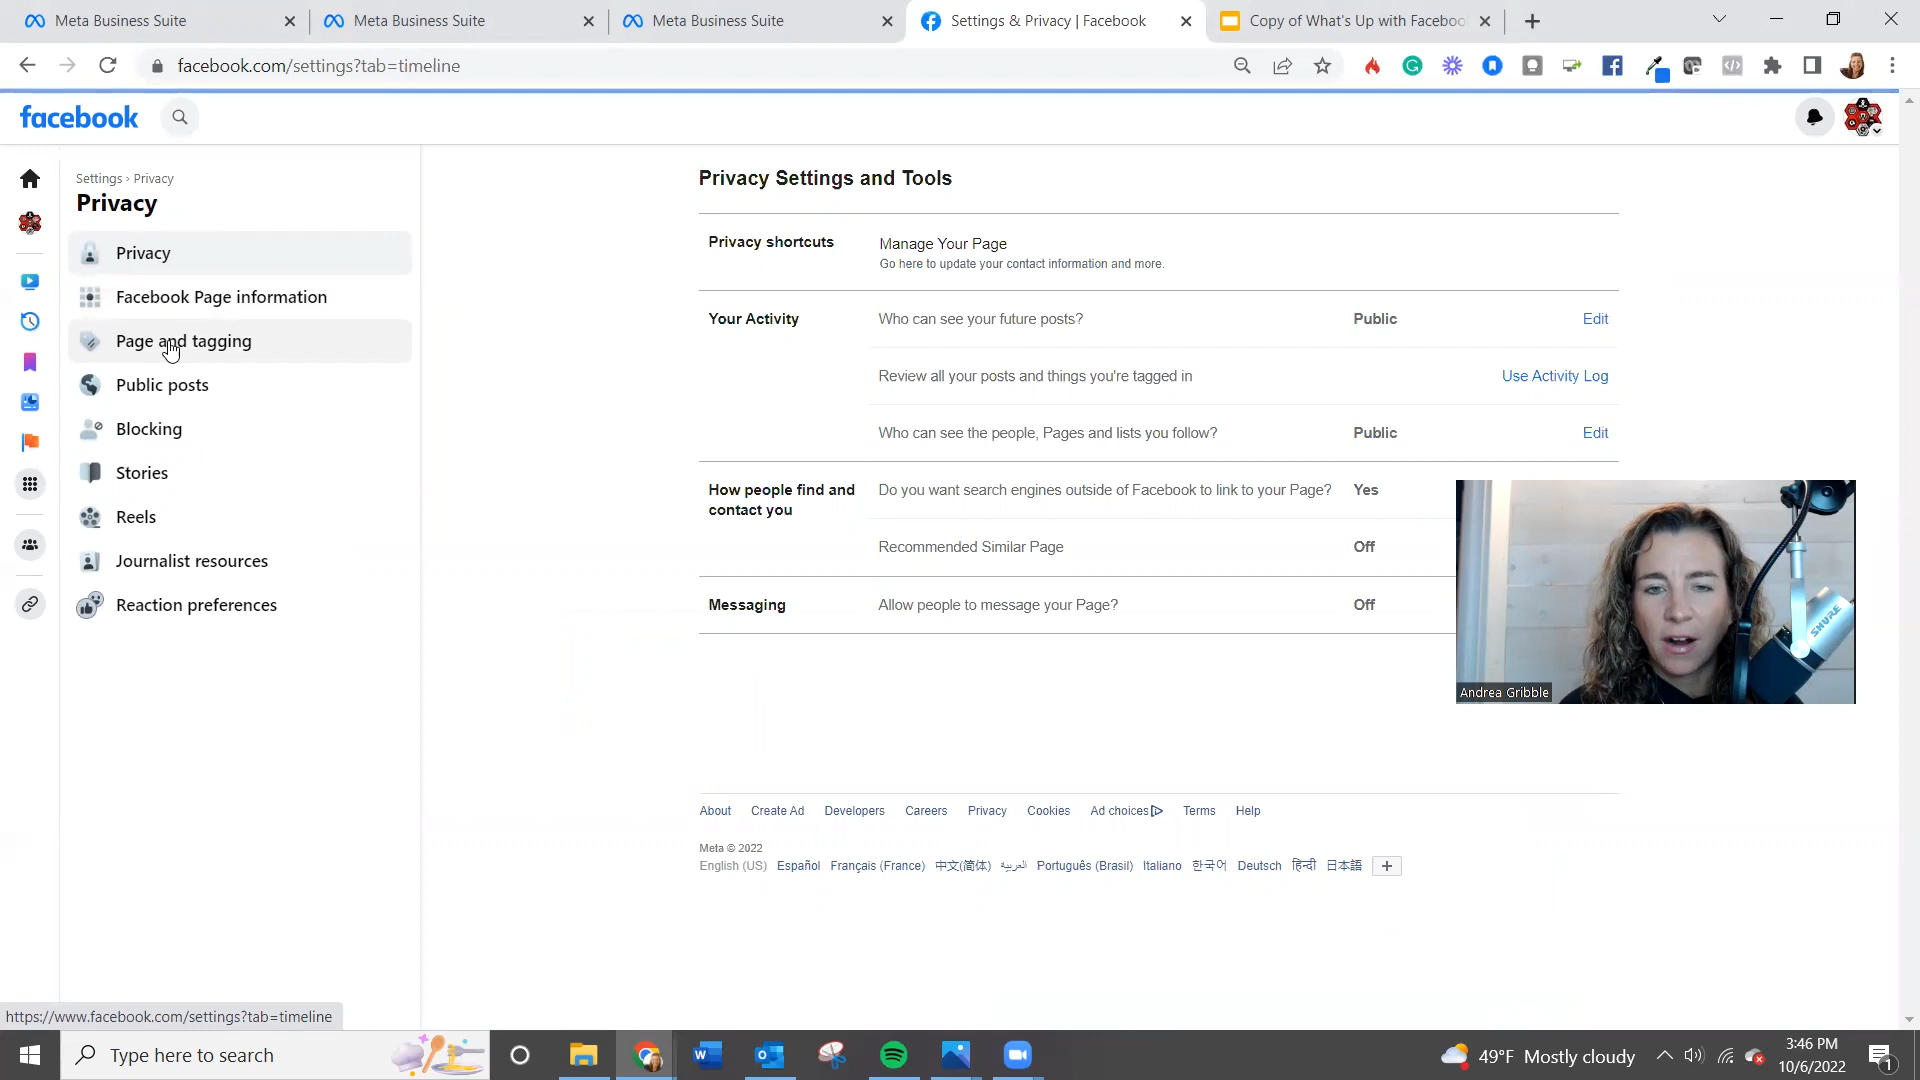 Meta Business Suite
Meta Business Suite
Meta Business Suite
Settings & Privacy | Facebook
Copy of What's Up with Faceboo
facebook.com/settings?tab=timeline
facebook
Settings › Privacy
Privacy
Privacy
Facebook Page information
Page and tagging
Public posts
Blocking
Stories
Reels
Journalist resources
Reaction preferences
Privacy Settings and Tools
Privacy shortcuts
Manage Your Page
Go here to update your contact information and more.
Your Activity
Who can see your future posts? Public Edit
Review all your posts and things you're tagged in Use Activity Log
Who can see the people, Pages and lists you follow? Public Edit
How people find and contact you
Do you want search engines outside of Facebook to link to your Page? Yes
Recommended Similar Page Off
Messaging
Allow people to message your Page? Off
SHURE
Andrea Gribble
About Create Ad Developers Careers Privacy Cookies Ad choices Terms Help
Meta © 2022
English (US) Español Français (France) 中文(简体) العربية Português (Brasil) Italiano 한국어 Deutsch हिन्दी 日本語 +
https://www.facebook.com/settings?tab=timeline
Type here to search
49°F Mostly cloudy
3:46 PM
10/6/2022
1